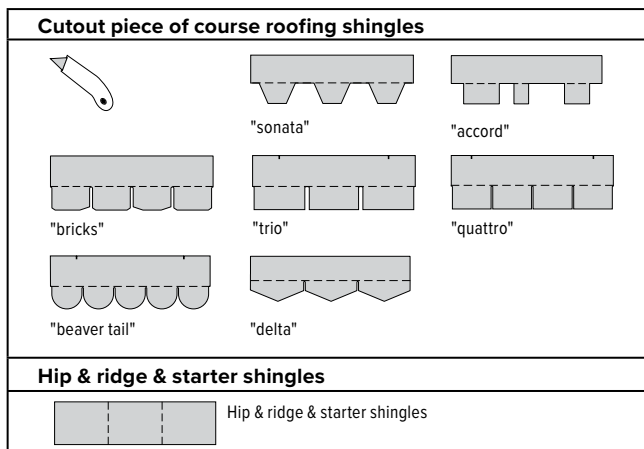 Cutout piece of course roofing shingles
"sonata"
"accord"
"bricks"
"trio"
"quattro"
"beaver tail"
"delta"
Hip & ridge & starter shingles
Hip & ridge & starter shingles